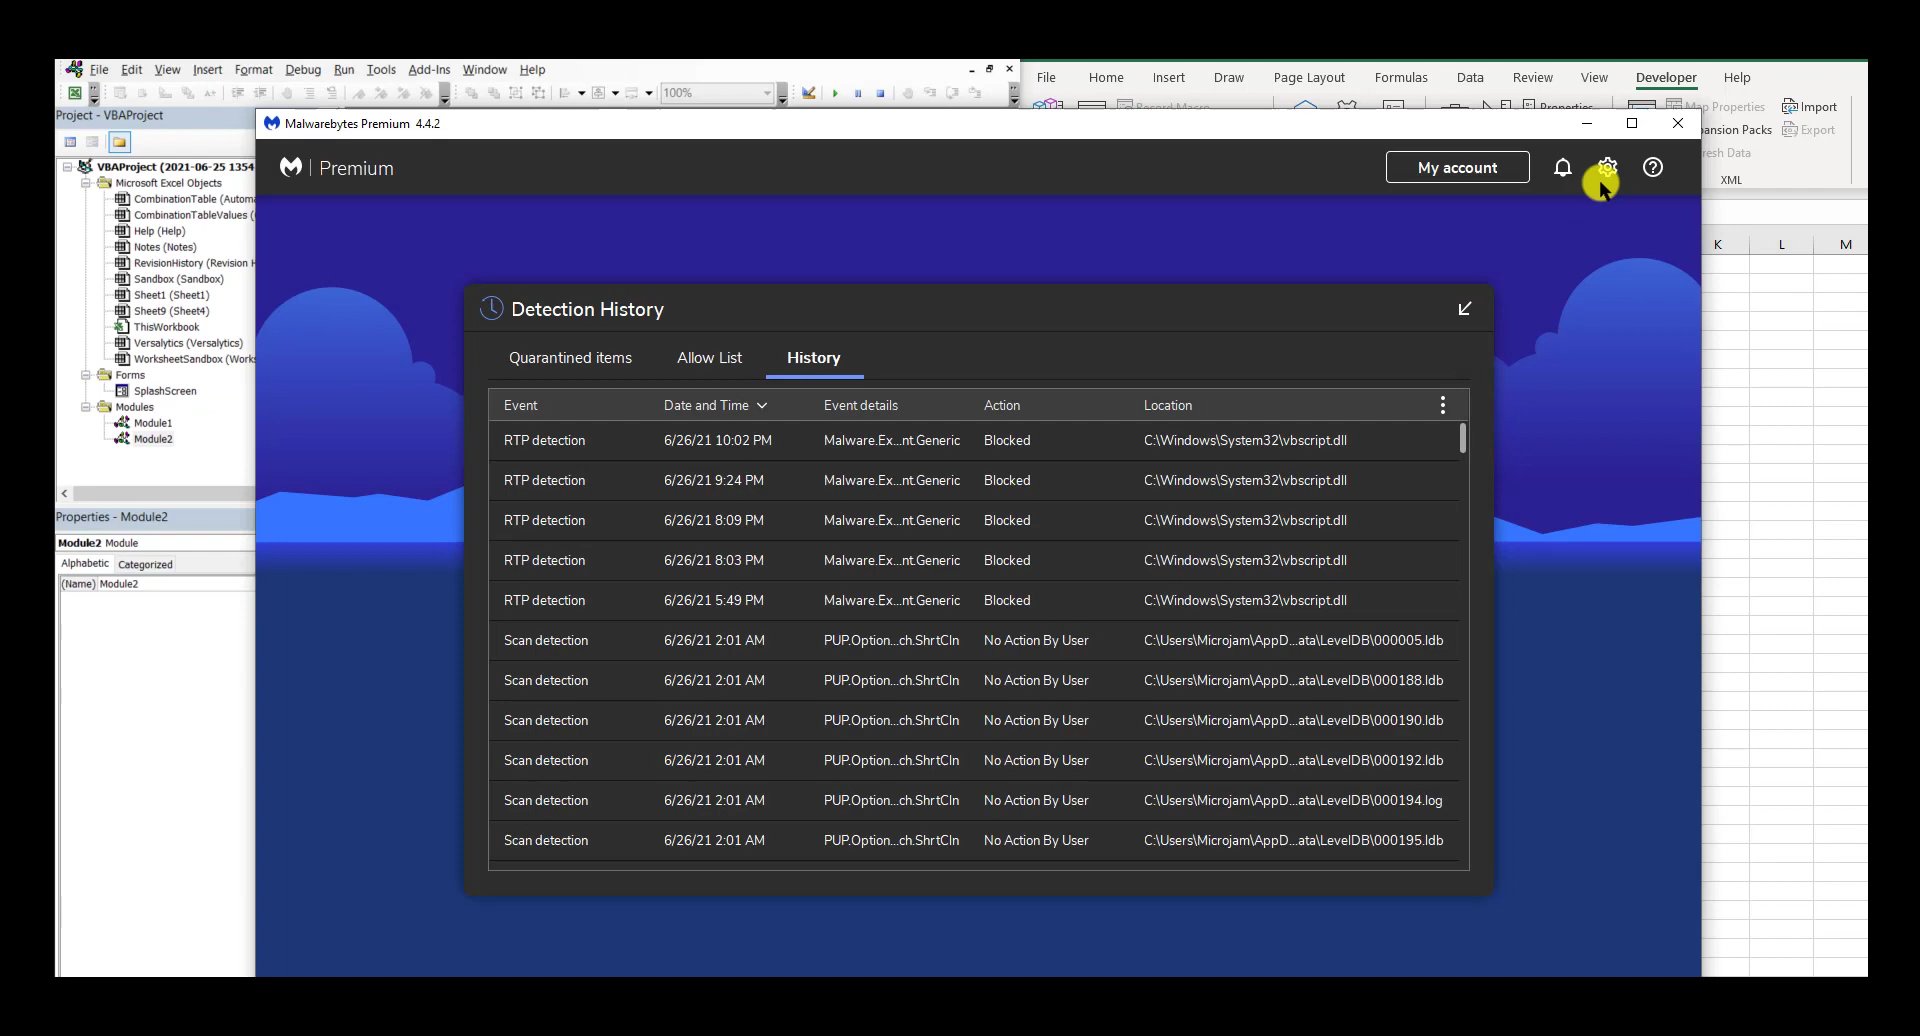 File Edit View Insert Format Debug Run Tools Add-Ins Window Help
100%
Project - VBAProject
VBAProject (2021-06-25 1354
Microsoft Excel Objects
CombinationTable (Automa
CombinationTableValues (
Help (Help)
Notes (Notes)
RevisionHistory (Revision H
Sandbox (Sandbox)
Sheet1 (Sheet1)
Sheet9 (Sheet4)
ThisWorkbook
Versalytics (Versalytics)
WorksheetSandbox (Works
Forms
SplashScreen
Modules
Module1
Module2
Properties - Module2
Module2 Module
Alphabetic Categorized
(Name) Module2
File Home Insert Draw Page Layout Formulas Data Review View Developer Help
Record Macro Properties Map Properties Import
pansion Packs Export
resh Data
XML
K L M
Malwarebytes Premium 4.4.2
Premium
My account
Detection History
Quarantined items Allow List History
Event Date and Time Event details Action Location
RTP detection 6/26/21 10:02 PM Malware.Ex...nt.Generic Blocked C:\Windows\System32\vbscript.dll
RTP detection 6/26/21 9:24 PM Malware.Ex...nt.Generic Blocked C:\Windows\System32\vbscript.dll
RTP detection 6/26/21 8:09 PM Malware.Ex...nt.Generic Blocked C:\Windows\System32\vbscript.dll
RTP detection 6/26/21 8:03 PM Malware.Ex...nt.Generic Blocked C:\Windows\System32\vbscript.dll
RTP detection 6/26/21 5:49 PM Malware.Ex...nt.Generic Blocked C:\Windows\System32\vbscript.dll
Scan detection 6/26/21 2:01 AM PUP.Option...ch.ShrtCln No Action By User C:\Users\Microjam\AppD...ata\LevelDB\000005.ldb
Scan detection 6/26/21 2:01 AM PUP.Option...ch.ShrtCln No Action By User C:\Users\Microjam\AppD...ata\LevelDB\000188.ldb
Scan detection 6/26/21 2:01 AM PUP.Option...ch.ShrtCln No Action By User C:\Users\Microjam\AppD...ata\LevelDB\000190.ldb
Scan detection 6/26/21 2:01 AM PUP.Option...ch.ShrtCln No Action By User C:\Users\Microjam\AppD...ata\LevelDB\000192.ldb
Scan detection 6/26/21 2:01 AM PUP.Option...ch.ShrtCln No Action By User C:\Users\Microjam\AppD...ata\LevelDB\000194.log
Scan detection 6/26/21 2:01 AM PUP.Option...ch.ShrtCln No Action By User C:\Users\Microjam\AppD...ata\LevelDB\000195.ldb